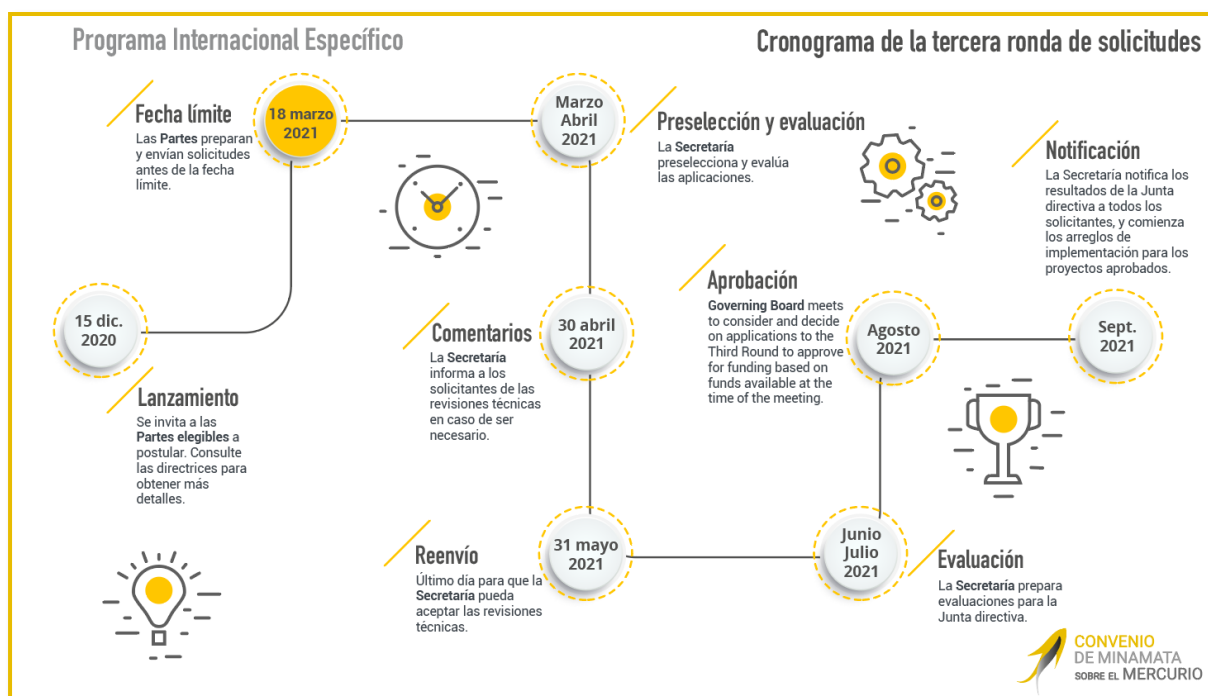 Programa Internacional Específico
Cronograma de la tercera ronda de solicitudes
15 dic.
2020
Lanzamiento
Se invita a las
Partes elegibles a
postular. Consulte
las directrices para
obtener más
detalles.
18 marzo
2021
Fecha límite
Las Partes preparan
y envían solicitudes
antes de la fecha
límite.
Marzo
Abril
2021
Preselección y evaluación
La Secretaría
preselecciona y evalúa
las aplicaciones.
30 abril
2021
Comentarios
La Secretaría
informa a los
solicitantes de las
revisiones técnicas
en caso de ser
necesario.
31 mayo
2021
Reenvío
Último día para que la
Secretaría pueda
aceptar las revisiones
técnicas.
Junio
Julio
2021
Evaluación
La Secretaría prepara
evaluaciones para la
Junta directiva.
Agosto
2021
Aprobación
Governing Board meets
to consider and decide
on applications to the
Third Round to approve
for funding based on
funds available at the
time of the meeting.
Sept.
2021
Notificación
La Secretaría notifica los
resultados de la Junta
directiva a todos los
solicitantes, y comienza
los arreglos de
implementación para los
proyectos aprobados.
CONVENIO
DE MINAMATA
SOBRE EL MERCURIO